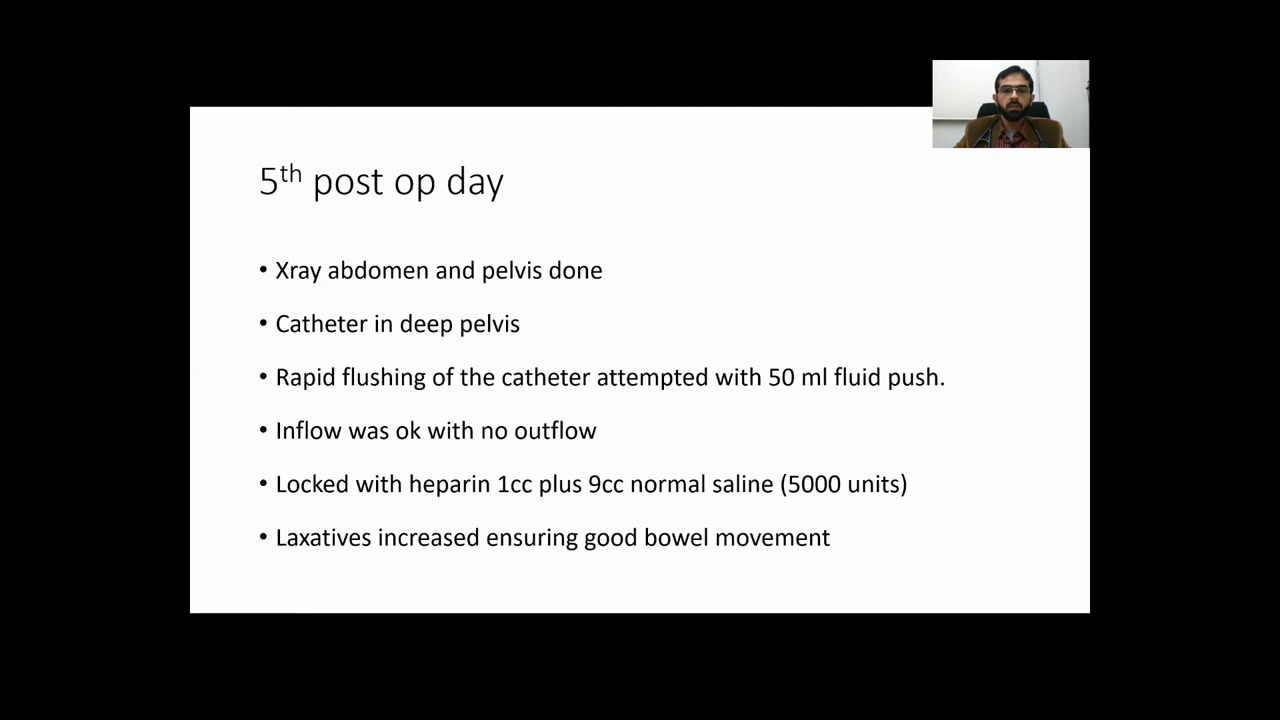 5th post op day
• Xray abdomen and pelvis done
• Catheter in deep pelvis
• Rapid flushing of the catheter attempted with 50 ml fluid push.
• Inflow was ok with no outflow
• Locked with heparin 1cc plus 9cc normal saline (5000 units)
• Laxatives increased ensuring good bowel movement